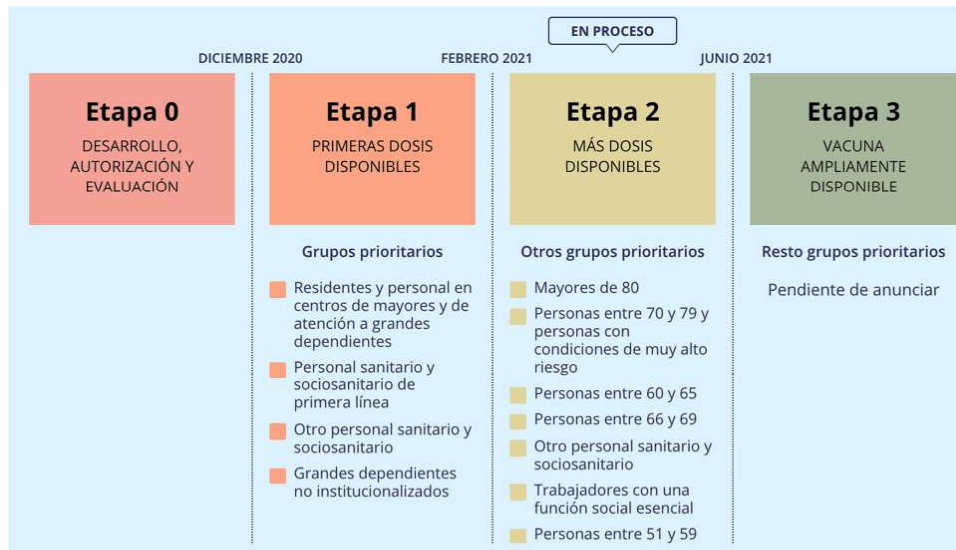 EN PROCESO
DICIEMBRE 2020
FEBRERO 2021
JUNIO 2021
Etapa 0
DESARROLLO,
AUTORIZACIÓN Y
EVALUACIÓN
Etapa 1
PRIMERAS DOSIS
DISPONIBLES
Grupos prioritarios
Residentes y personal en
centros de mayores y de
atención a grandes
dependientes
Personal sanitario y
sociosanitario de
primera línea
Otro personal sanitario y
sociosanitario
Grandes dependientes
no institucionalizados
Etapa 2
MÁS DOSIS
DISPONIBLES
Otros grupos prioritarios
Mayores de 80
Personas entre 70 y 79 y
personas con
condiciones de muy alto
riesgo
Personas entre 60 y 65
Personas entre 66 y 69
Otro personal sanitario y
sociosanitario
Trabajadores con una
función social esencial
Personas entre 51 y 59
Etapa 3
VACUNA
AMPLIAMENTE
DISPONIBLE
Resto grupos prioritarios
Pendiente de anunciar